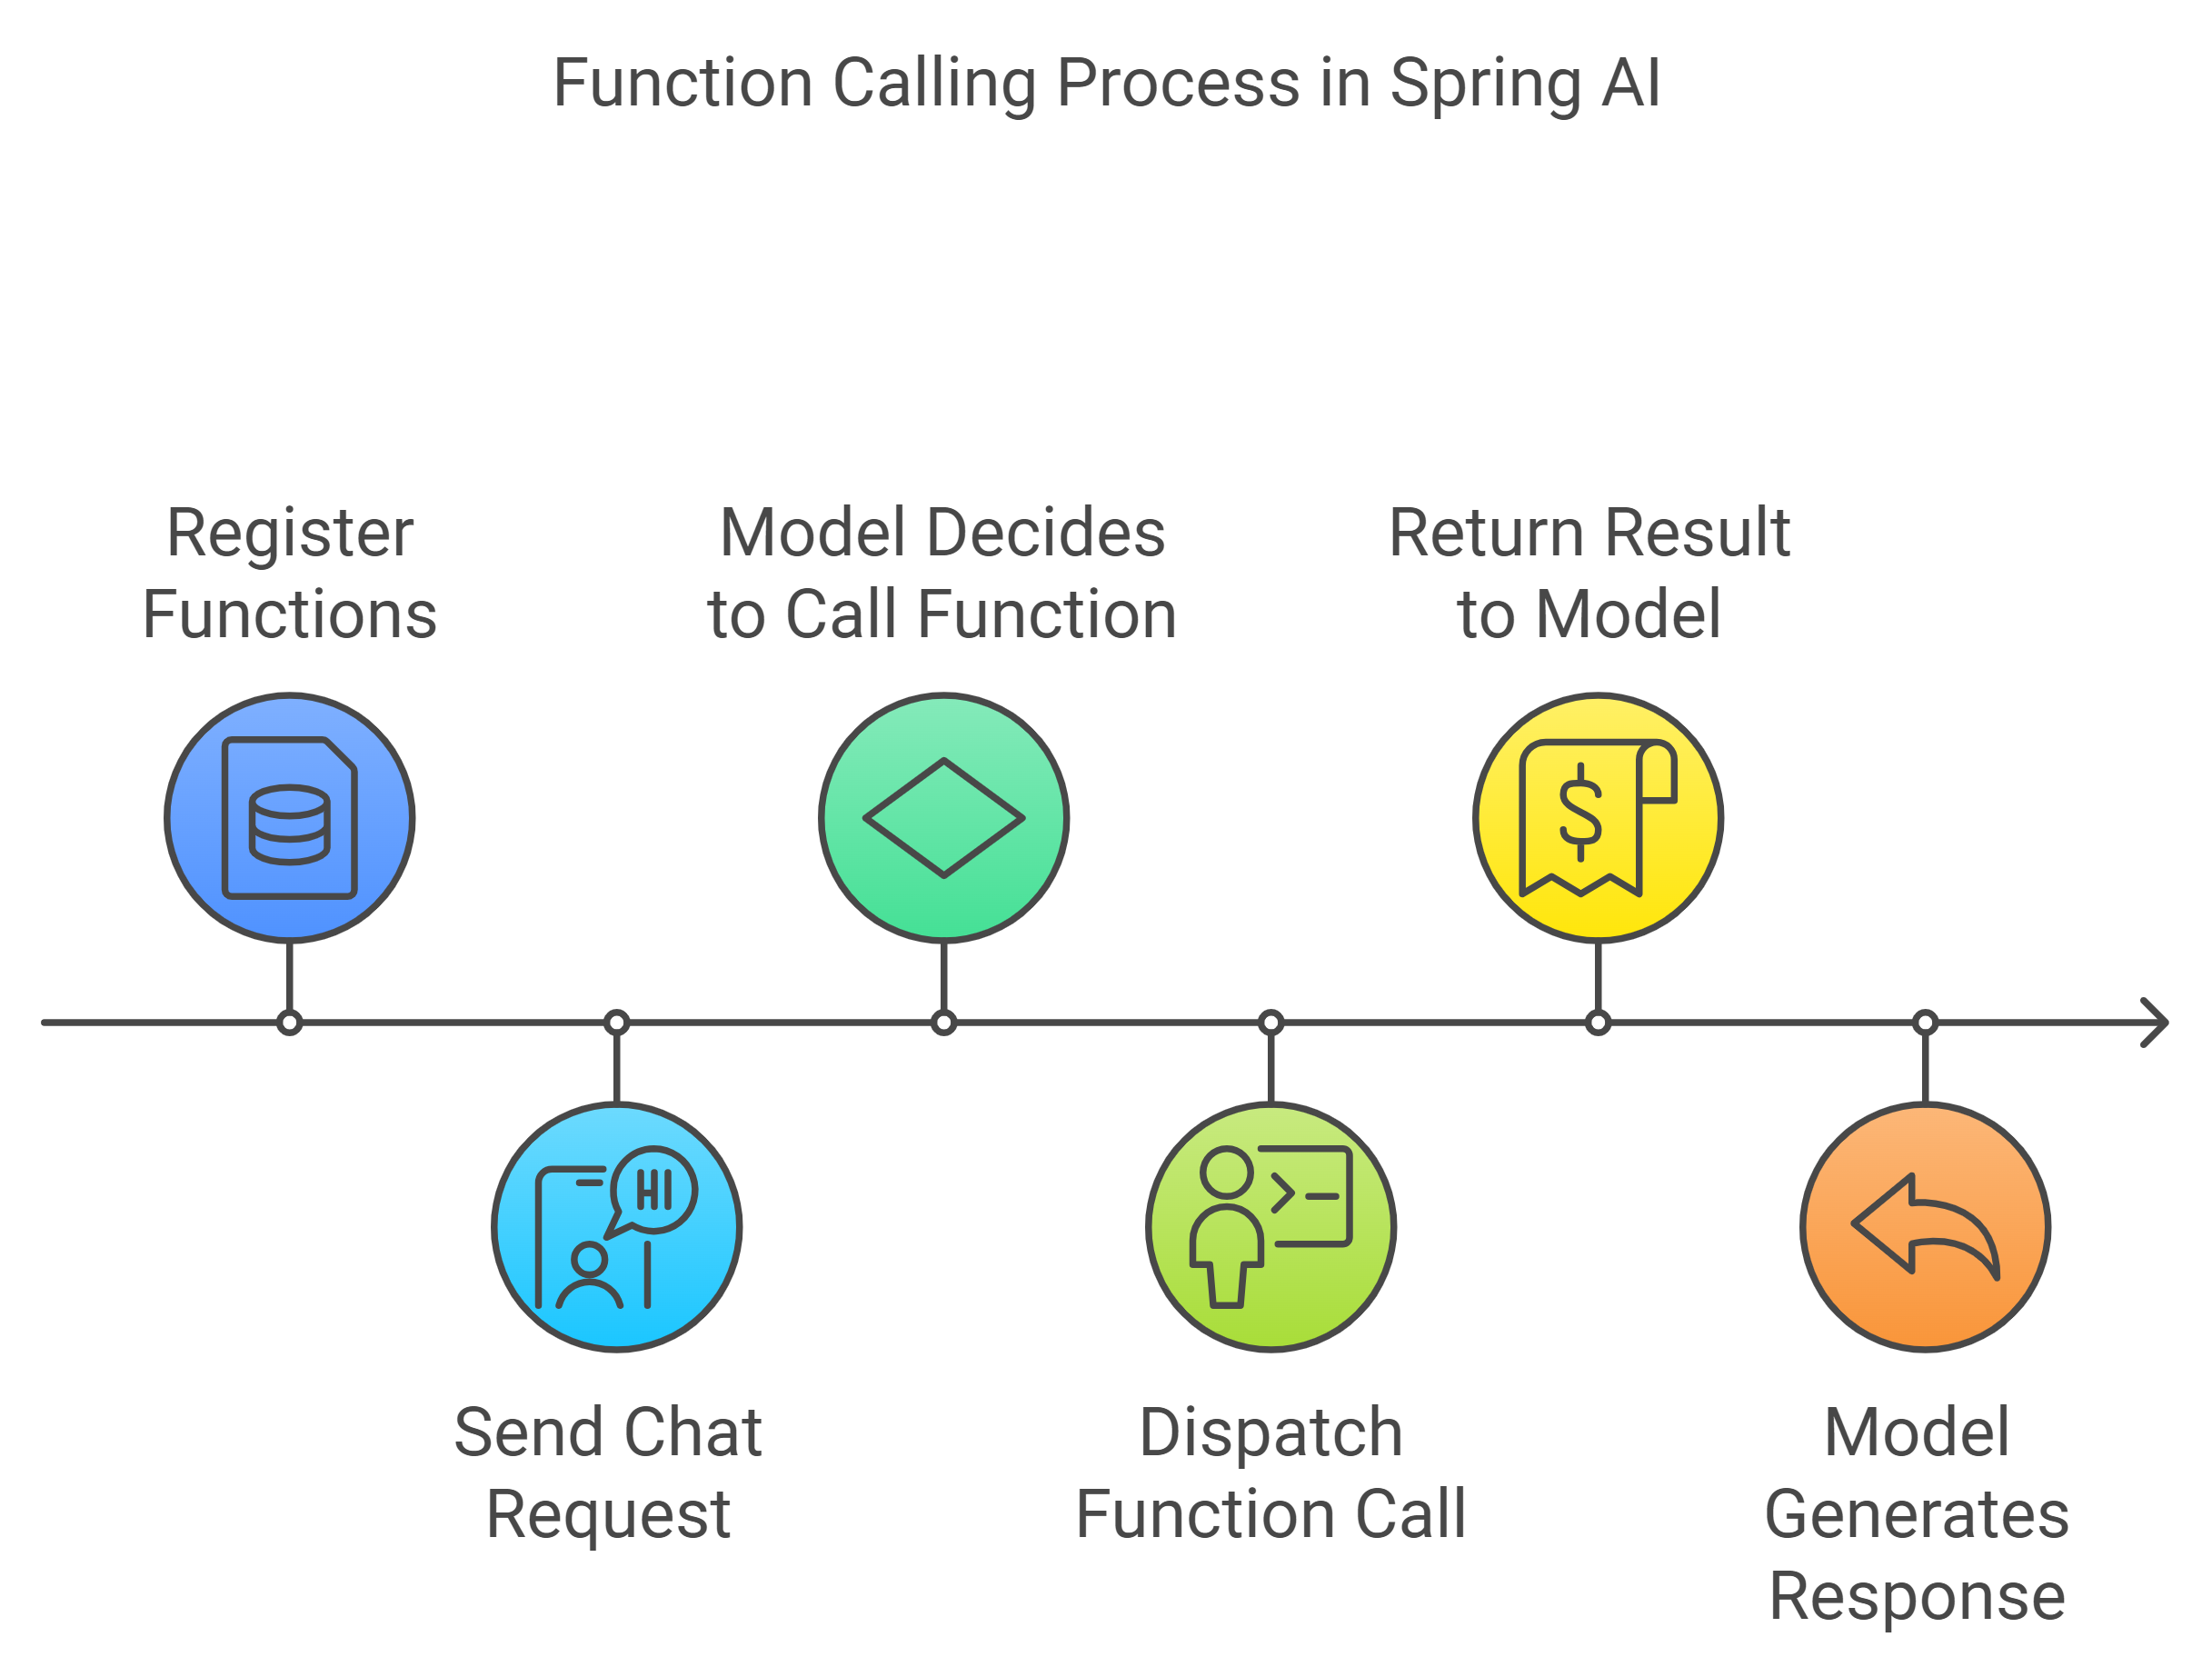 Function Calling Process in Spring AI
Register
Functions
Model Decides
to Call Function
Return Result
to Model
$
HI
Send Chat
Request
Dispatch
Function Call
Model
Generates
Response